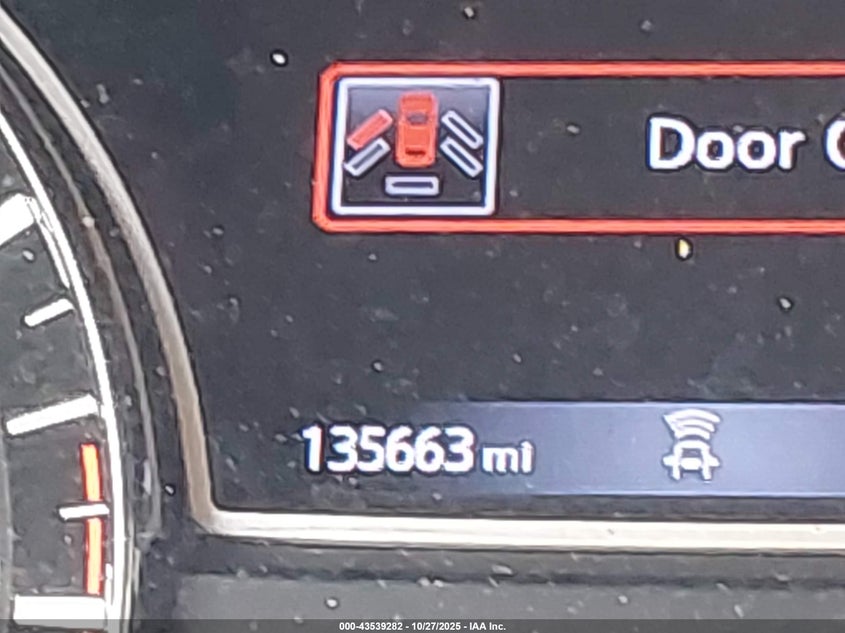 Door
135663 mi
000-43539282 - 10/27/2025 - IAA Inc.